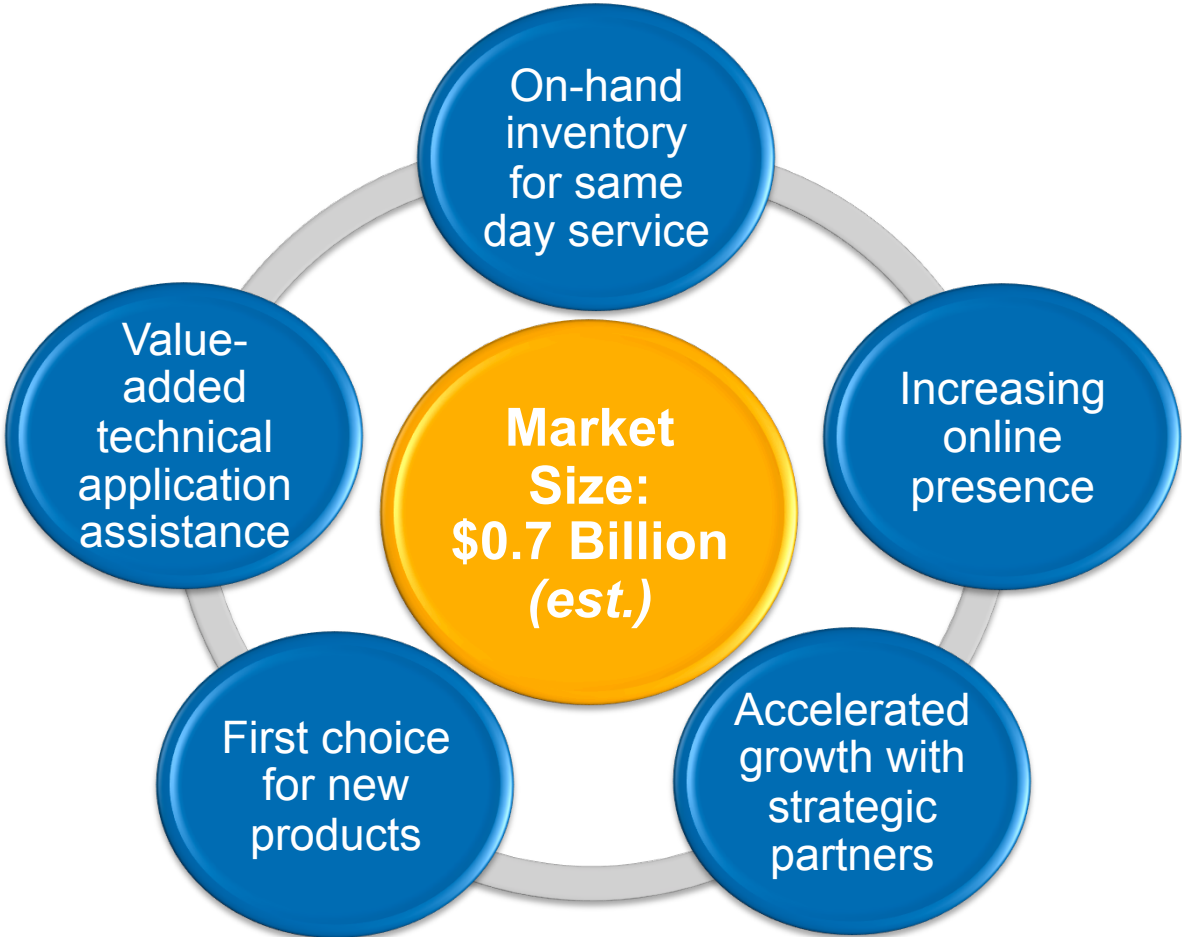 On-hand
inventory
for same
day service
Value-
added
technical
application
assistance
Market
Size:
$0.7 Billion
(est.)
Increasing
online
presence
First choice
for new
products
Accelerated
growth with
strategic
partners